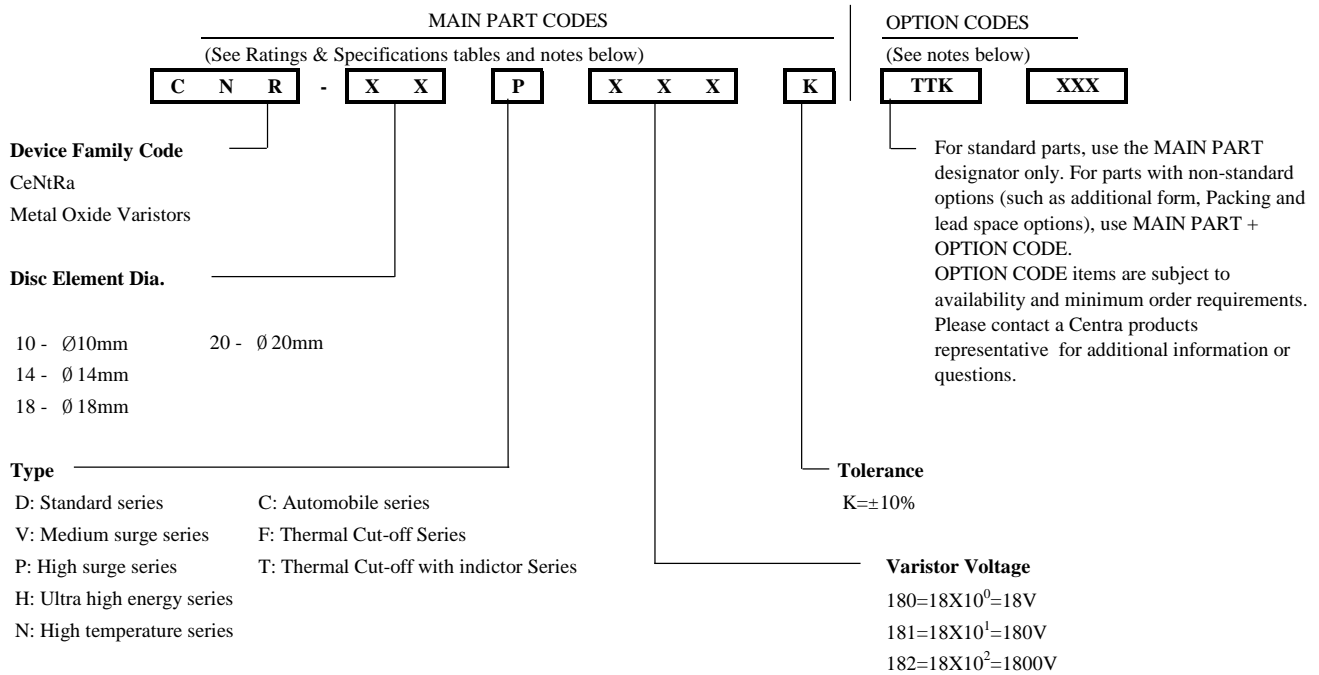 MAIN PART CODES
OPTION CODES
(See Ratings & Specifications tables and notes below)
(See notes below)
C N R - X X P X X X K TTK XXX
Device Family Code
CeNtRa
Metal Oxide Varistors
For standard parts, use the MAIN PART
designator only. For parts with non-standard
options (such as additional form, Packing and
lead space options), use MAIN PART +
OPTION CODE.
OPTION CODE items are subject to
availability and minimum order requirements.
Please contact a Centra products
representative for additional information or
questions.
Disc Element Dia.
10 - Ø10mm 20 - Ø 20mm
14 - Ø 14mm
18 - Ø 18mm
Type
D: Standard series C: Automobile series
V: Medium surge series F: Thermal Cut-off Series
P: High surge series T: Thermal Cut-off with indictor Series
H: Ultra high energy series
N: High temperature series
Tolerance
K=±10%
Varistor Voltage
180=18X10⁰=18V
181=18X10¹=180V
182=18X10²=1800V